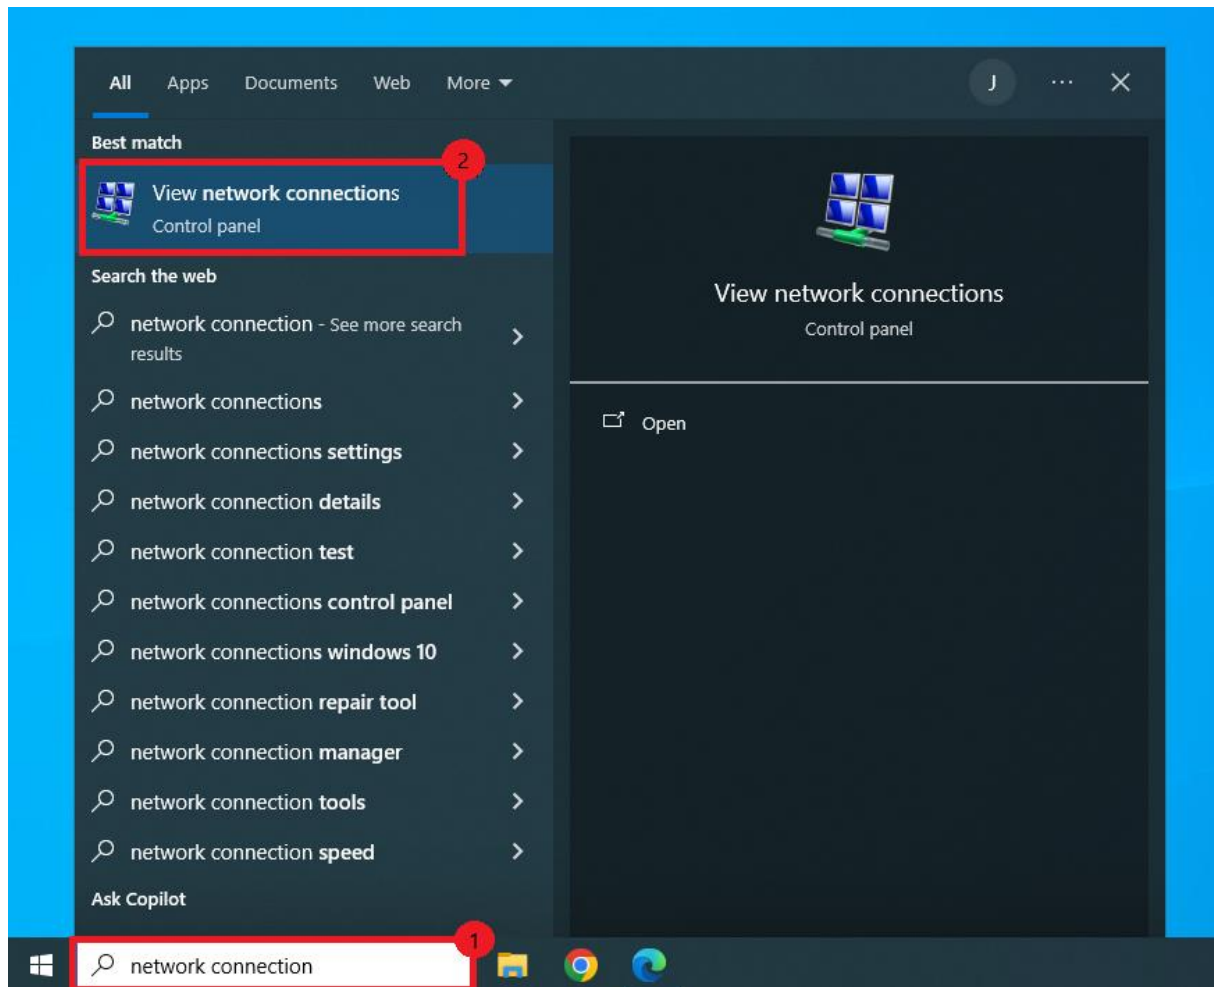 All Apps Documents Web More J ... 
Best match
2
View network connections
Control panel
Search the web
network connection - See more search
results
network connections
network connections settings
network connection details
network connection test
network connections control panel
network connections windows 10
network connection repair tool
network connection manager
network connection tools
network connection speed
Ask Copilot
View network connections
Control panel
Open
1
network connection